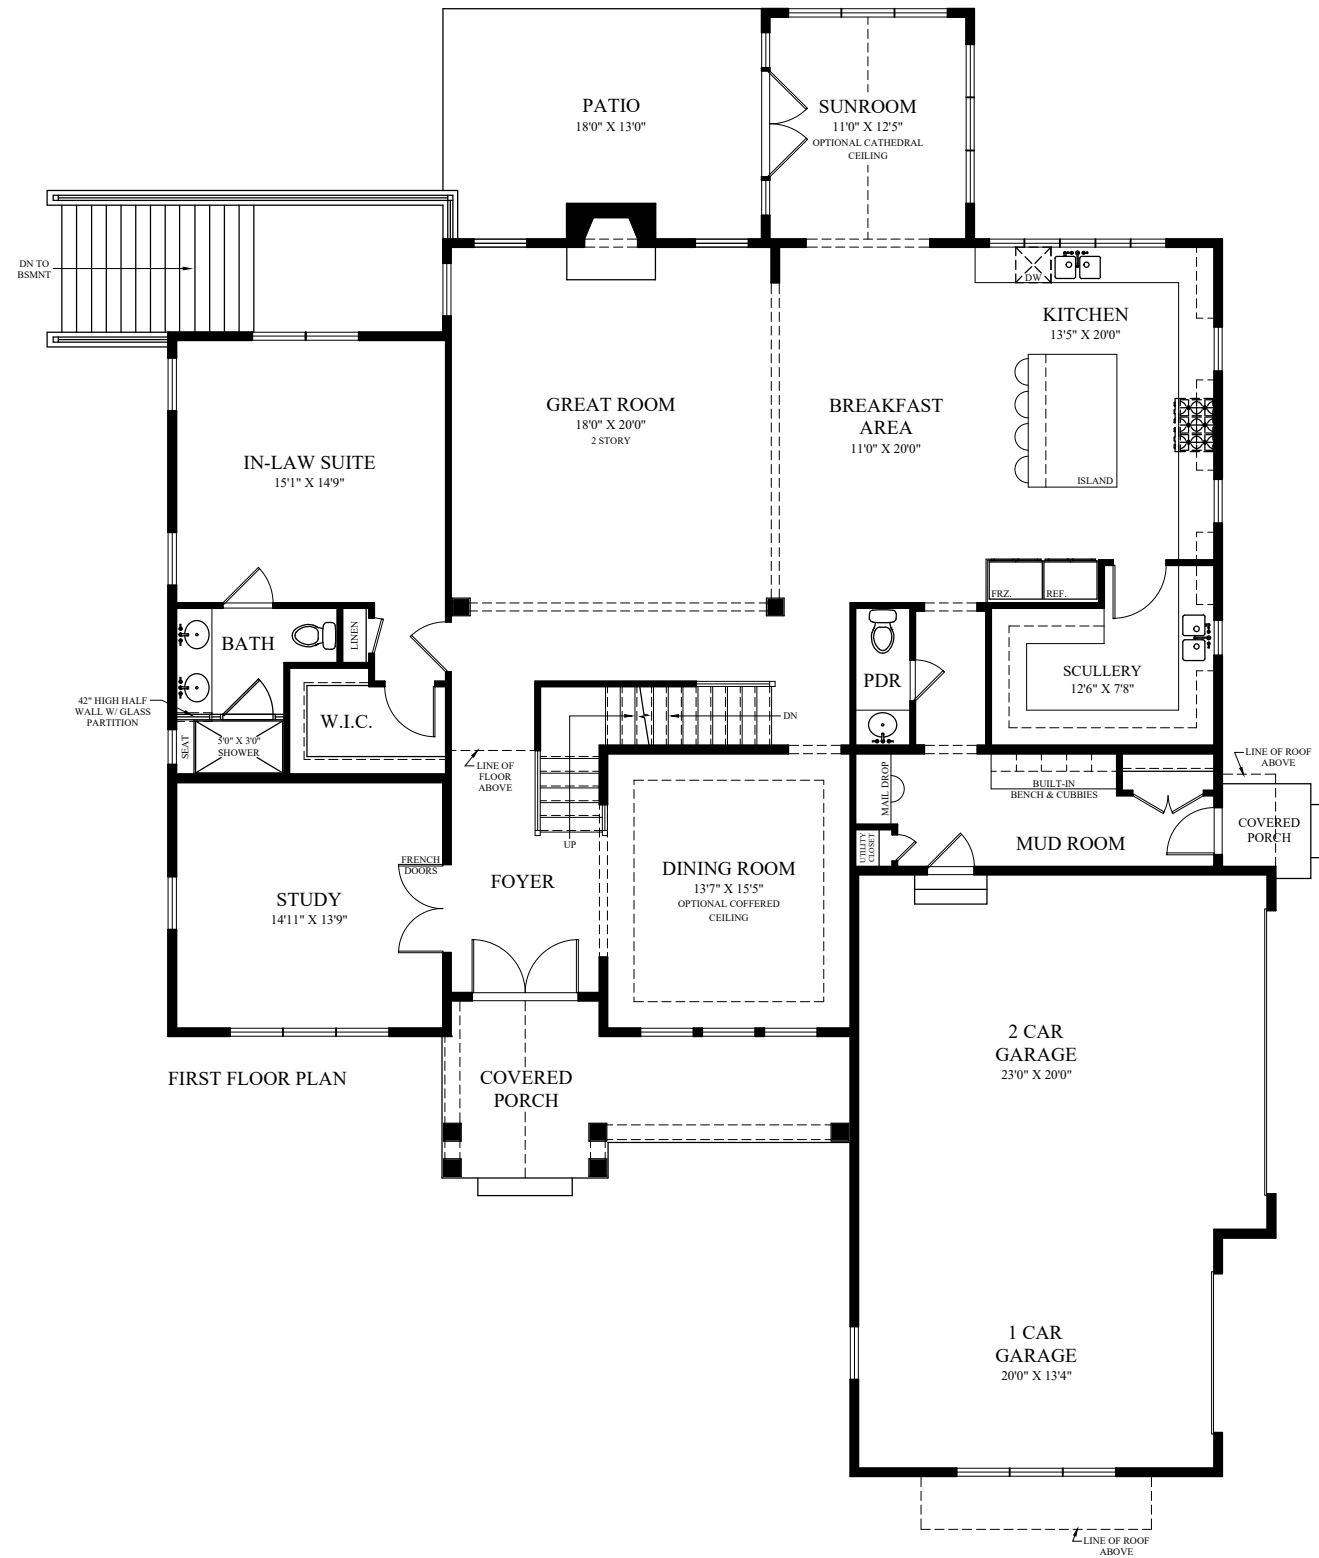 PATIO
18'0" X 13'0"
SUNROOM
11'0" X 12'5"
OPTIONAL CATHEDRAL
CEILING
DN TO
BSMNT
DW
KITCHEN
13'5" X 20'0"
GREAT ROOM
18'0" X 20'0"
2 STORY
BREAKFAST
AREA
11'0" X 20'0"
ISLAND
IN-LAW SUITE
15'1" X 14'9"
FRZ.
REF.
BATH
LINEN
PDR
SCULLERY
12'6" X 7'8"
42" HIGH HALF
WALL W/ GLASS
PARTITION
W.I.C.
DN
SEAT
5'0" X 3'0"
SHOWER
LINE OF
FLOOR
ABOVE
LINE OF ROOF
ABOVE
MAIL DROP
BUILT-IN
BENCH & CUBBIES
COVERED
PORCH
UP
UTILITY
CLOSET
MUD ROOM
FRENCH
DOORS
FOYER
DINING ROOM
13'7" X 15'5"
OPTIONAL COFFERED
CEILING
STUDY
14'11" X 13'9"
2 CAR
GARAGE
23'0" X 20'0"
FIRST FLOOR PLAN
COVERED
PORCH
1 CAR
GARAGE
20'0" X 13'4"
LINE OF ROOF
ABOVE